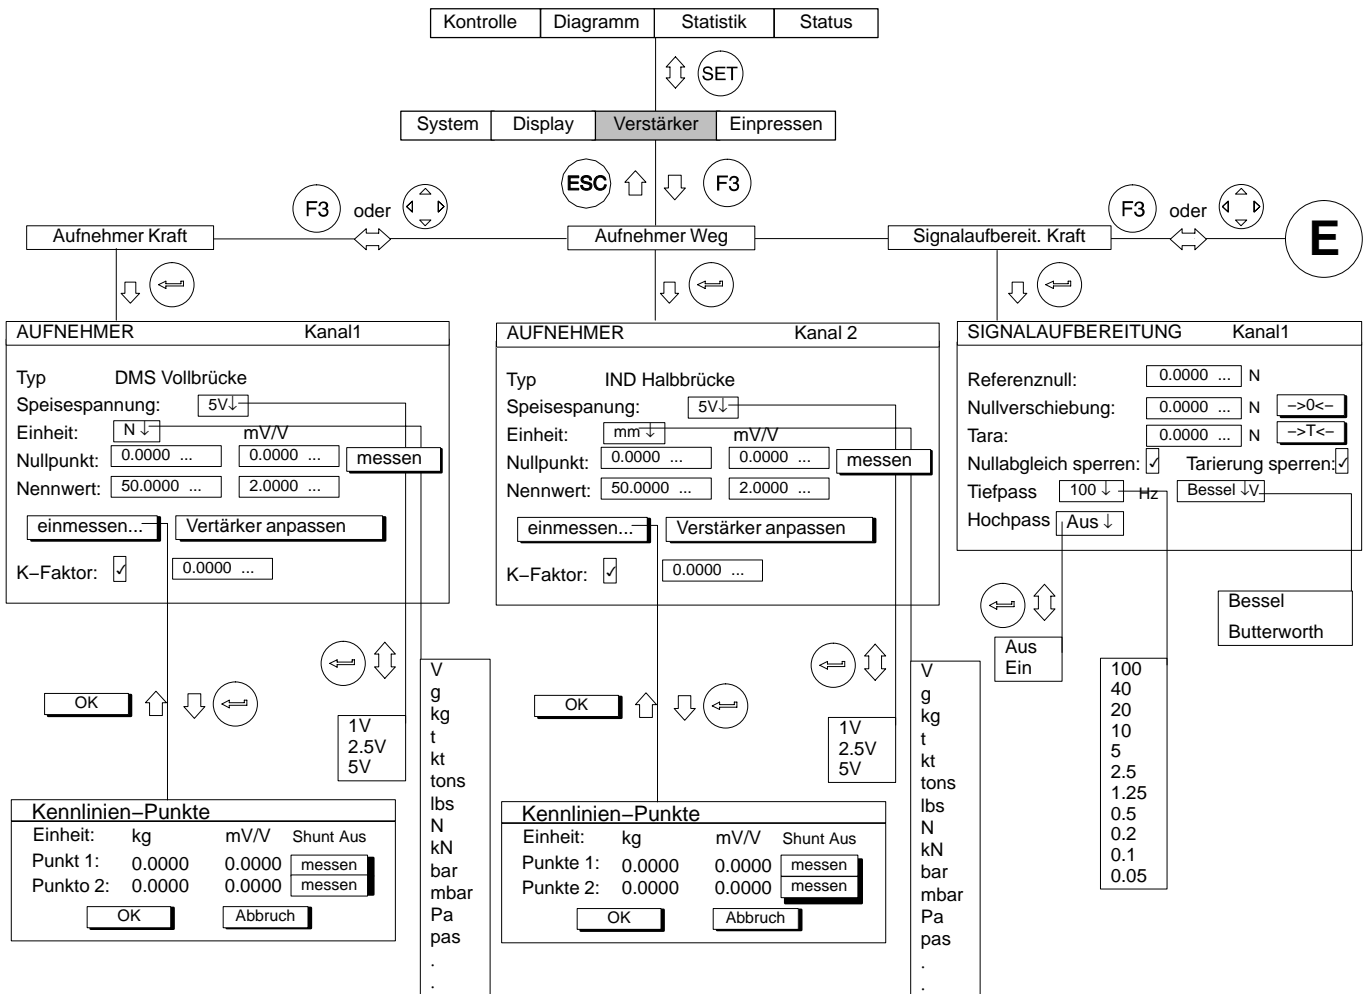 Kontrolle Diagramm Statistik Status
SET
System Display Verstärker Einpressen
ESC F3
F3 oder
F3 oder
Aufnehmer Kraft Aufnehmer Weg Signalaufbereit. Kraft E
AUFNEHMER Kanal1
Typ DMS Vollbrücke
Speisespannung: 5V↓
Einheit: N ↓ mV/V
Nullpunkt: 0.0000 ... 0.0000 ... messen
Nennwert: 50.0000 ... 2.0000 ...
einmessen... Vertärker anpassen
K–Faktor: ✓ 0.0000 ...
OK
1V
2.5V
5V
V
g
kg
t
kt
tons
lbs
N
kN
bar
mbar
Pa
pas
.
.
Kennlinien–Punkte
Einheit: kg mV/V Shunt Aus
Punkt 1: 0.0000 0.0000 messen
Punkto 2: 0.0000 0.0000 messen
OK Abbruch
AUFNEHMER Kanal 2
Typ IND Halbbrücke
Speisespanung: 5V↓
Einheit: mm ↓ mV/V
Nullpunkt: 0.0000 ... 0.0000 ... messen
Nennwert: 50.0000 ... 2.0000 ...
einmessen... Verstärker anpassen
K–Faktor: ✓ 0.0000 ...
OK
1V
2.5V
5V
V
g
kg
t
kt
tons
lbs
N
kN
bar
mbar
Pa
pas
.
.
Kennlinien–Punkte
Einheit: kg mV/V Shunt Aus
Punkte 1: 0.0000 0.0000 messen
Punkte 2: 0.0000 0.0000 messen
OK Abbruch
SIGNALAUFBEREITUNG Kanal1
Referenznull: 0.0000 ... N
Nullverschiebung: 0.0000 ... N –>0<–
Tara: 0.0000 ... N –>T<–
Nullabgleich sperren: ✓ Tarierung sperren: ✓
Tiefpass 100 ↓ Hz Bessel ↓V
Hochpass Aus ↓
Aus
Ein
100
40
20
10
5
2.5
1.25
0.5
0.2
0.1
0.05
Bessel
Butterworth